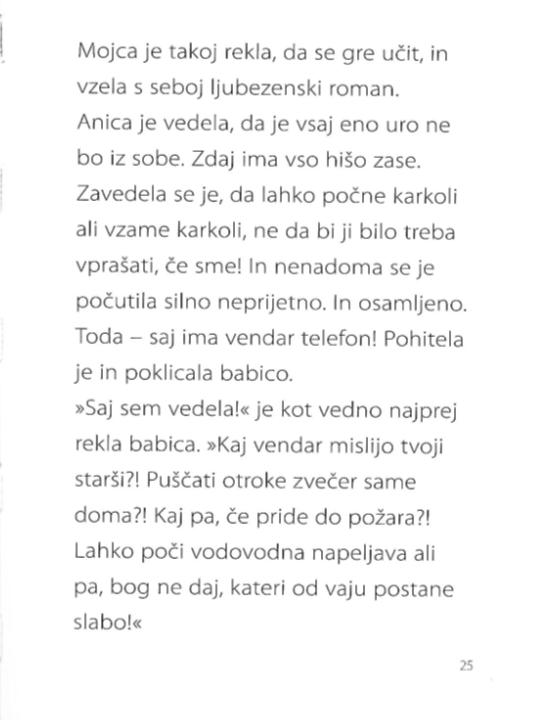 Mojca je takoj rekla, da se gre učit, in
vzela s seboj ljubezenski roman.
Anica je vedela, da je vsaj eno uro ne
bo iz sobe. Zdaj ima vso hišo zase.
Zavedela se je, da lahko počne karkoli
ali vzame karkoli, ne da bi ji bilo treba
vprašati, če sme! In nenadoma se je
počutila silno neprijetno. In osamljeno.
Toda – saj ima vendar telefon! Pohitela
je in poklicala babico.
»Saj sem vedela!« je kot vedno najprej
rekla babica. »Kaj vendar mislijo tvoji
starši?! Puščati otroke zvečer same
doma?! Kaj pa, če pride do požara?!
Lahko poči vodovodna napeljava ali
pa, bog ne daj, kateri od vaju postane
slabo!«
25